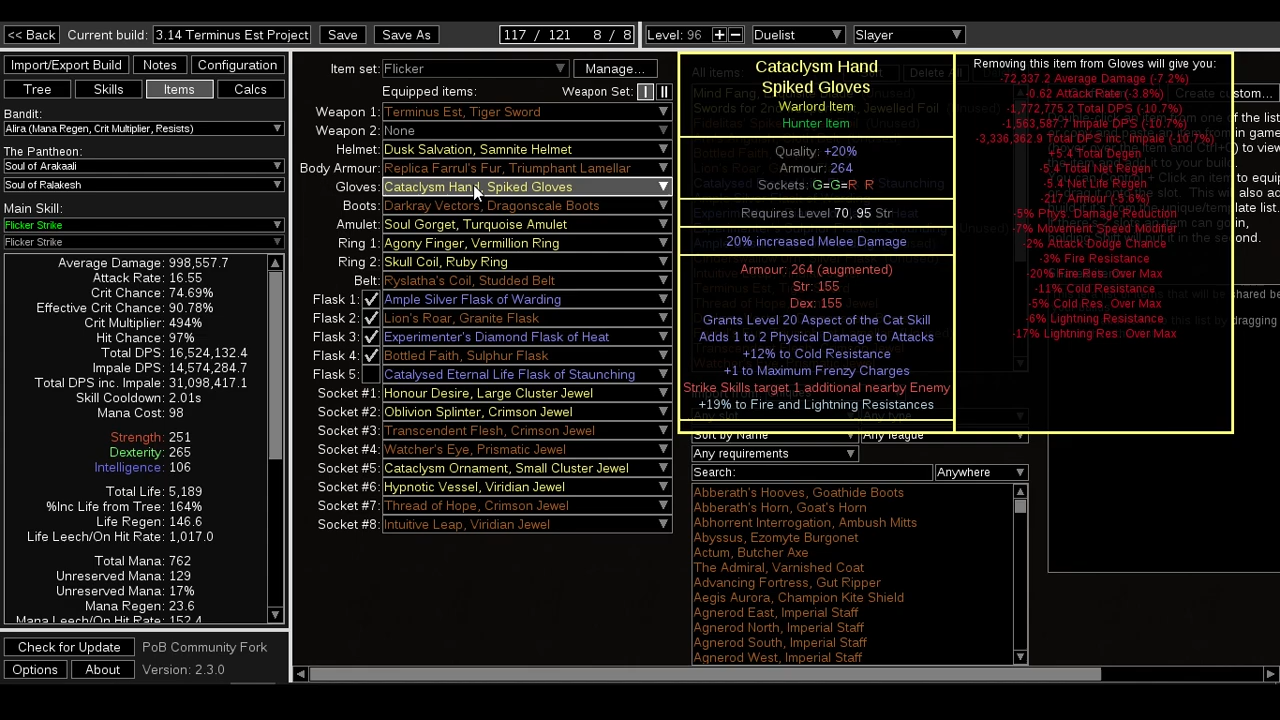 << Back
Current build:
3.14 Terminus Est Project
Save
Save As
117 / 121   8 / 8
Level: 96
+
−
Duelist
Slayer
Import/Export Build
Notes
Configuration
Tree
Skills
Items
Calcs
Bandit:
Alira (Mana Regen, Crit Multiplier, Resists)
The Pantheon:
Soul of Arakaali
Soul of Ralakesh
Main Skill:
Flicker Strike
Flicker Strike
Average Damage: 998,557.7
Attack Rate: 16.55
Crit Chance: 74.69%
Effective Crit Chance: 90.78%
Crit Multiplier: 494%
Hit Chance: 97%
Total DPS: 16,524,132.4
Impale DPS: 14,574,284.7
Total DPS inc. Impale: 31,098,417.1
Skill Cooldown: 2.01s
Mana Cost: 98
Strength: 251
Dexterity: 265
Intelligence: 106
Total Life: 5,189
%Inc Life from Tree: 164%
Life Regen: 146.6
Life Leech/On Hit Rate: 1,017.0
Total Mana: 762
Unreserved Mana: 129
Unreserved Mana: 17%
Mana Regen: 23.6
Mana Leech/On Hit Rate: 152.4
Check for Update
PoB Community Fork
Options
About
Version: 2.3.0
Item set: Flicker
Manage...
Equipped items:
Weapon Set: I II
Weapon 1: Terminus Est, Tiger Sword
Weapon 2: None
Helmet: Dusk Salvation, Samnite Helmet
Body Armour: Replica Farrul's Fur, Triumphant Lamellar
Gloves: Cataclysm Hand, Spiked Gloves
Boots: Darkray Vectors, Dragonscale Boots
Amulet: Soul Gorget, Turquoise Amulet
Ring 1: Agony Finger, Vermillion Ring
Ring 2: Skull Coil, Ruby Ring
Belt: Ryslatha's Coil, Studded Belt
Flask 1: Ample Silver Flask of Warding
Flask 2: Lion's Roar, Granite Flask
Flask 3: Experimenter's Diamond Flask of Heat
Flask 4: Bottled Faith, Sulphur Flask
Flask 5: Catalysed Eternal Life Flask of Staunching
Socket #1: Honour Desire, Large Cluster Jewel
Socket #2: Oblivion Splinter, Crimson Jewel
Socket #3: Transcendent Flesh, Crimson Jewel
Socket #4: Watcher's Eye, Prismatic Jewel
Socket #5: Cataclysm Ornament, Small Cluster Jewel
Socket #6: Hypnotic Vessel, Viridian Jewel
Socket #7: Thread of Hope, Crimson Jewel
Socket #8: Intuitive Leap, Viridian Jewel
Cataclysm Hand
Spiked Gloves
Warlord Item
Hunter Item
Quality: +20%
Armour: 264
Sockets: G=G=R R
Requires Level 70, 95 Str
20% increased Melee Damage
Armour: 264 (augmented)
Str: 155
Dex: 155
Grants Level 20 Aspect of the Cat Skill
Adds 1 to 2 Physical Damage to Attacks
+12% to Cold Resistance
+1 to Maximum Frenzy Charges
Strike Skills target 1 additional nearby Enemy
+19% to Fire and Lightning Resistances
Removing this item from Gloves will give you:
-72,337.2 Average Damage (-7.2%)
-0.62 Attack Rate (-3.8%)
-1,772,775.2 Total DPS (-10.7%)
-1,563,587.7 Impale DPS (-10.7%)
-3,336,362.9 Total DPS inc. Impale (-10.7%)
+5.4 Total Degen
-5.4 Total Net Regen
-5.4 Net Life Regen
-217 Armour (-5.6%)
-5% Phys. Damage Reduction
-7% Movement Speed Modifier
-2% Attack Dodge Chance
-3% Fire Resistance
-20% Fire Res. Over Max
-11% Cold Resistance
-5% Cold Res. Over Max
-6% Lightning Resistance
-17% Lightning Res. Over Max
Sort by Name
Any league
Any requirements
Search:
Anywhere
Abberath's Hooves, Goathide Boots
Abberath's Horn, Goat's Horn
Abhorrent Interrogation, Ambush Mitts
Abyssus, Ezomyte Burgonet
Actum, Butcher Axe
The Admiral, Varnished Coat
Advancing Fortress, Gut Ripper
Aegis Aurora, Champion Kite Shield
Agnerod East, Imperial Staff
Agnerod North, Imperial Staff
Agnerod South, Imperial Staff
Agnerod West, Imperial Staff